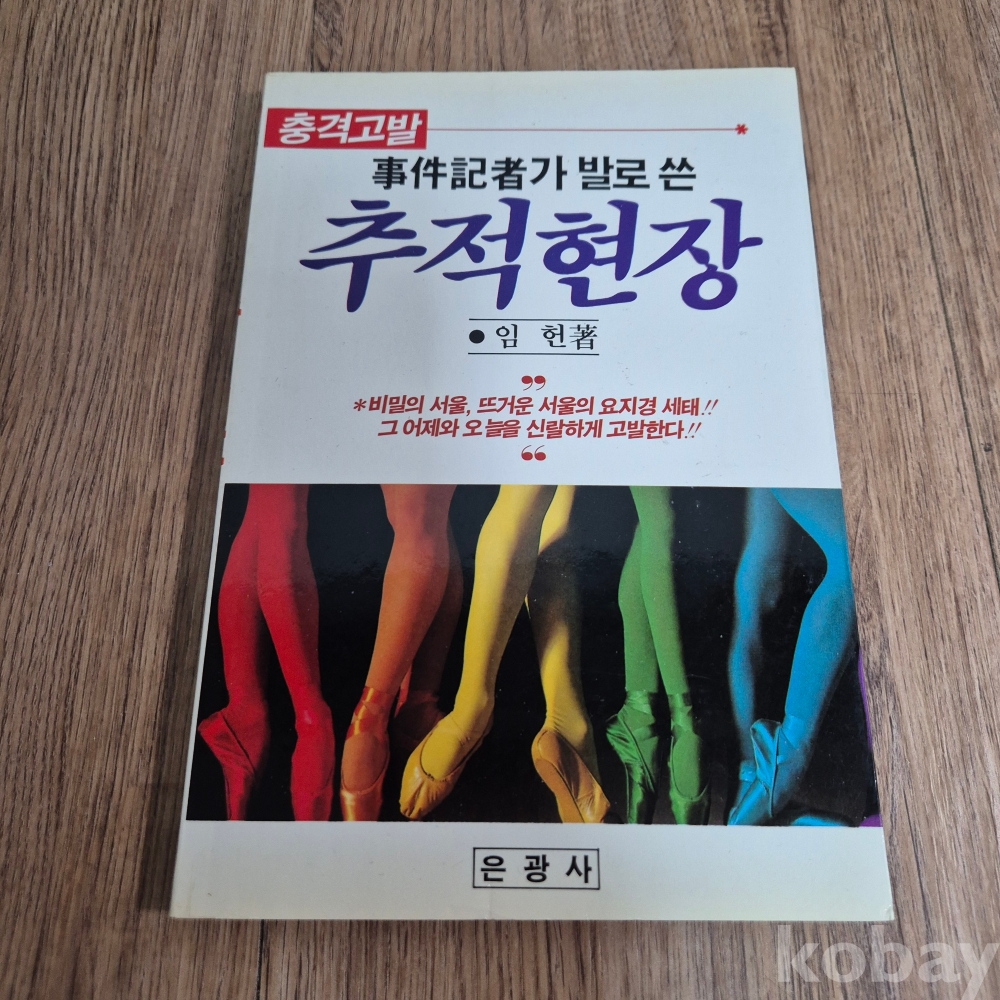 충격고발
事件記者가 발로 쓴
추적현장
● 임 헌著
"
*비밀의 서울, 뜨거운 서울의 요지경 세태!!
그 어제와 오늘을 신랄하게 고발한다!!
"
은광사
kobay